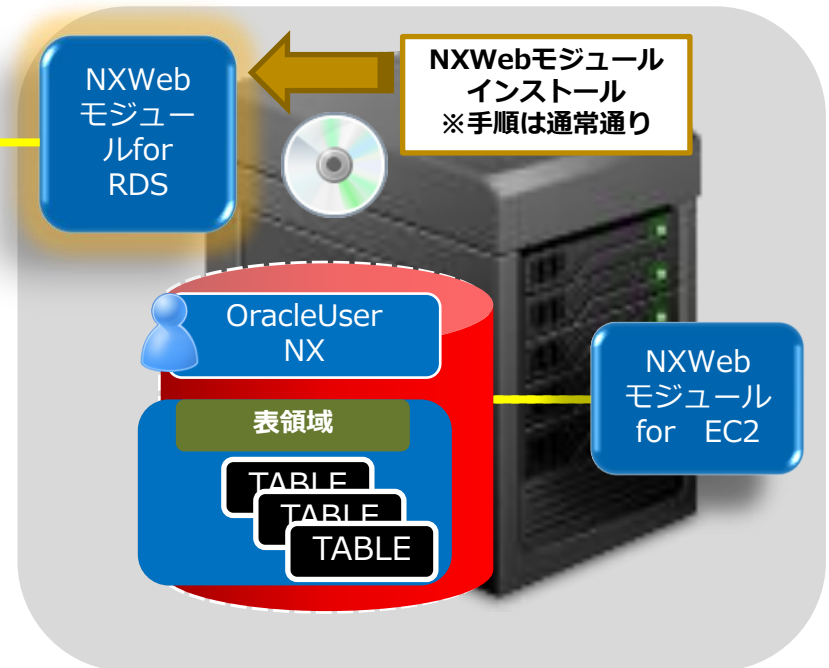 NXWeb
モジュー
ルfor
RDS
NXWebモジュール
インストール
※手順は通常通り
OracleUser
NX
表領域
TABLE
TABLE
TABLE
NXWeb
モジュール
for　EC2